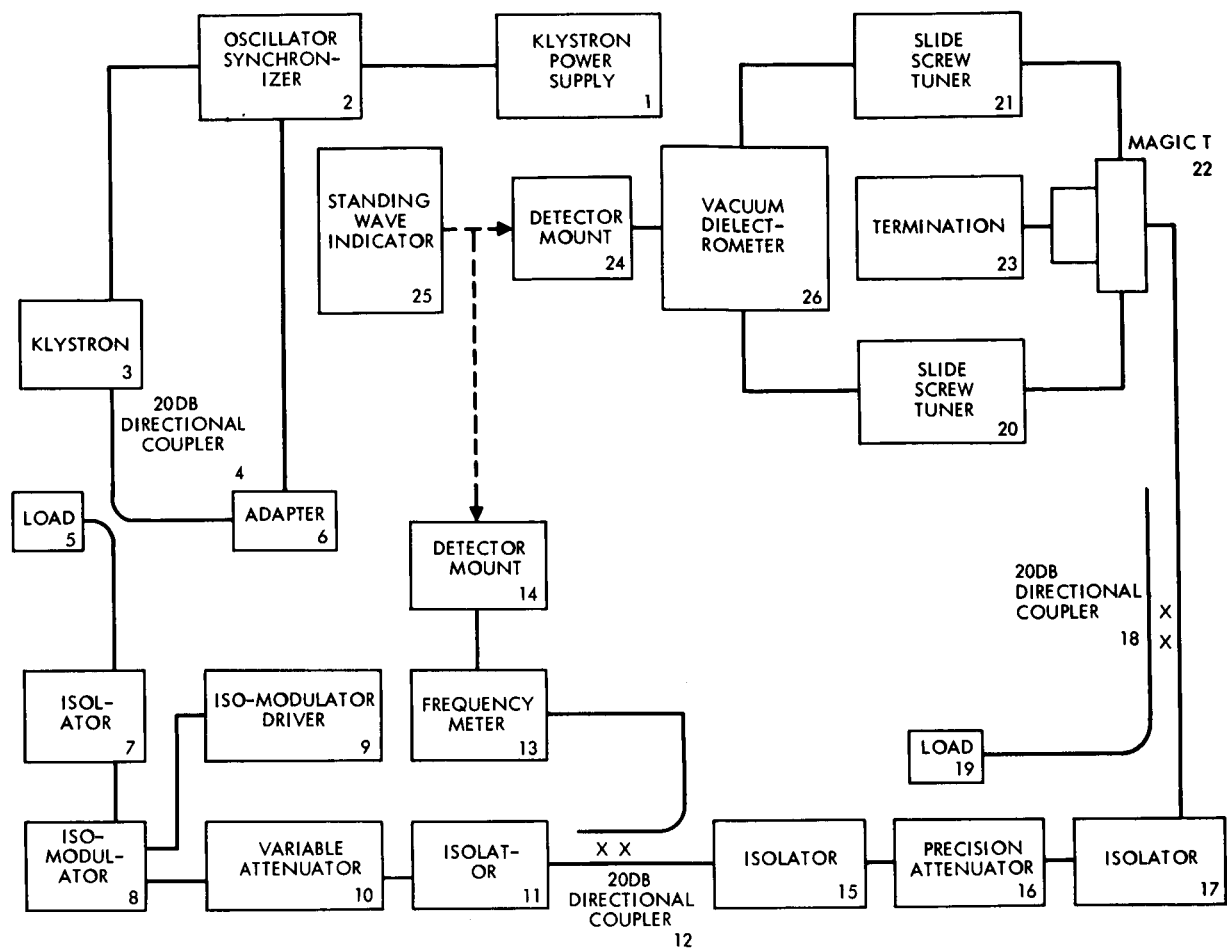 OSCILLATOR
SYNCHRON-
IZER
2
KLYSTRON
POWER
SUPPLY
1
SLIDE
SCREW
TUNER
21
MAGIC T
22
STANDING
WAVE
INDICATOR
25
DETECTOR
MOUNT
24
VACUUM
DIELECT-
ROMETER
26
TERMINATION
23
KLYSTRON
3
SLIDE
SCREW
TUNER
20
20DB
DIRECTIONAL
COUPLER
4
LOAD
5
ADAPTER
6
DETECTOR
MOUNT
14
20DB
DIRECTIONAL
COUPLER
18
X
X
ISOL-
ATOR
7
ISO-MODULATOR
DRIVER
9
FREQUENCY
METER
13
LOAD
19
ISO-
MODUL-
ATOR
8
VARIABLE
ATTENUATOR
10
ISOLAT-
OR
11
X X
20DB
DIRECTIONAL
COUPLER
12
ISOLATOR
15
PRECISION
ATTENUATOR
16
ISOLATOR
17